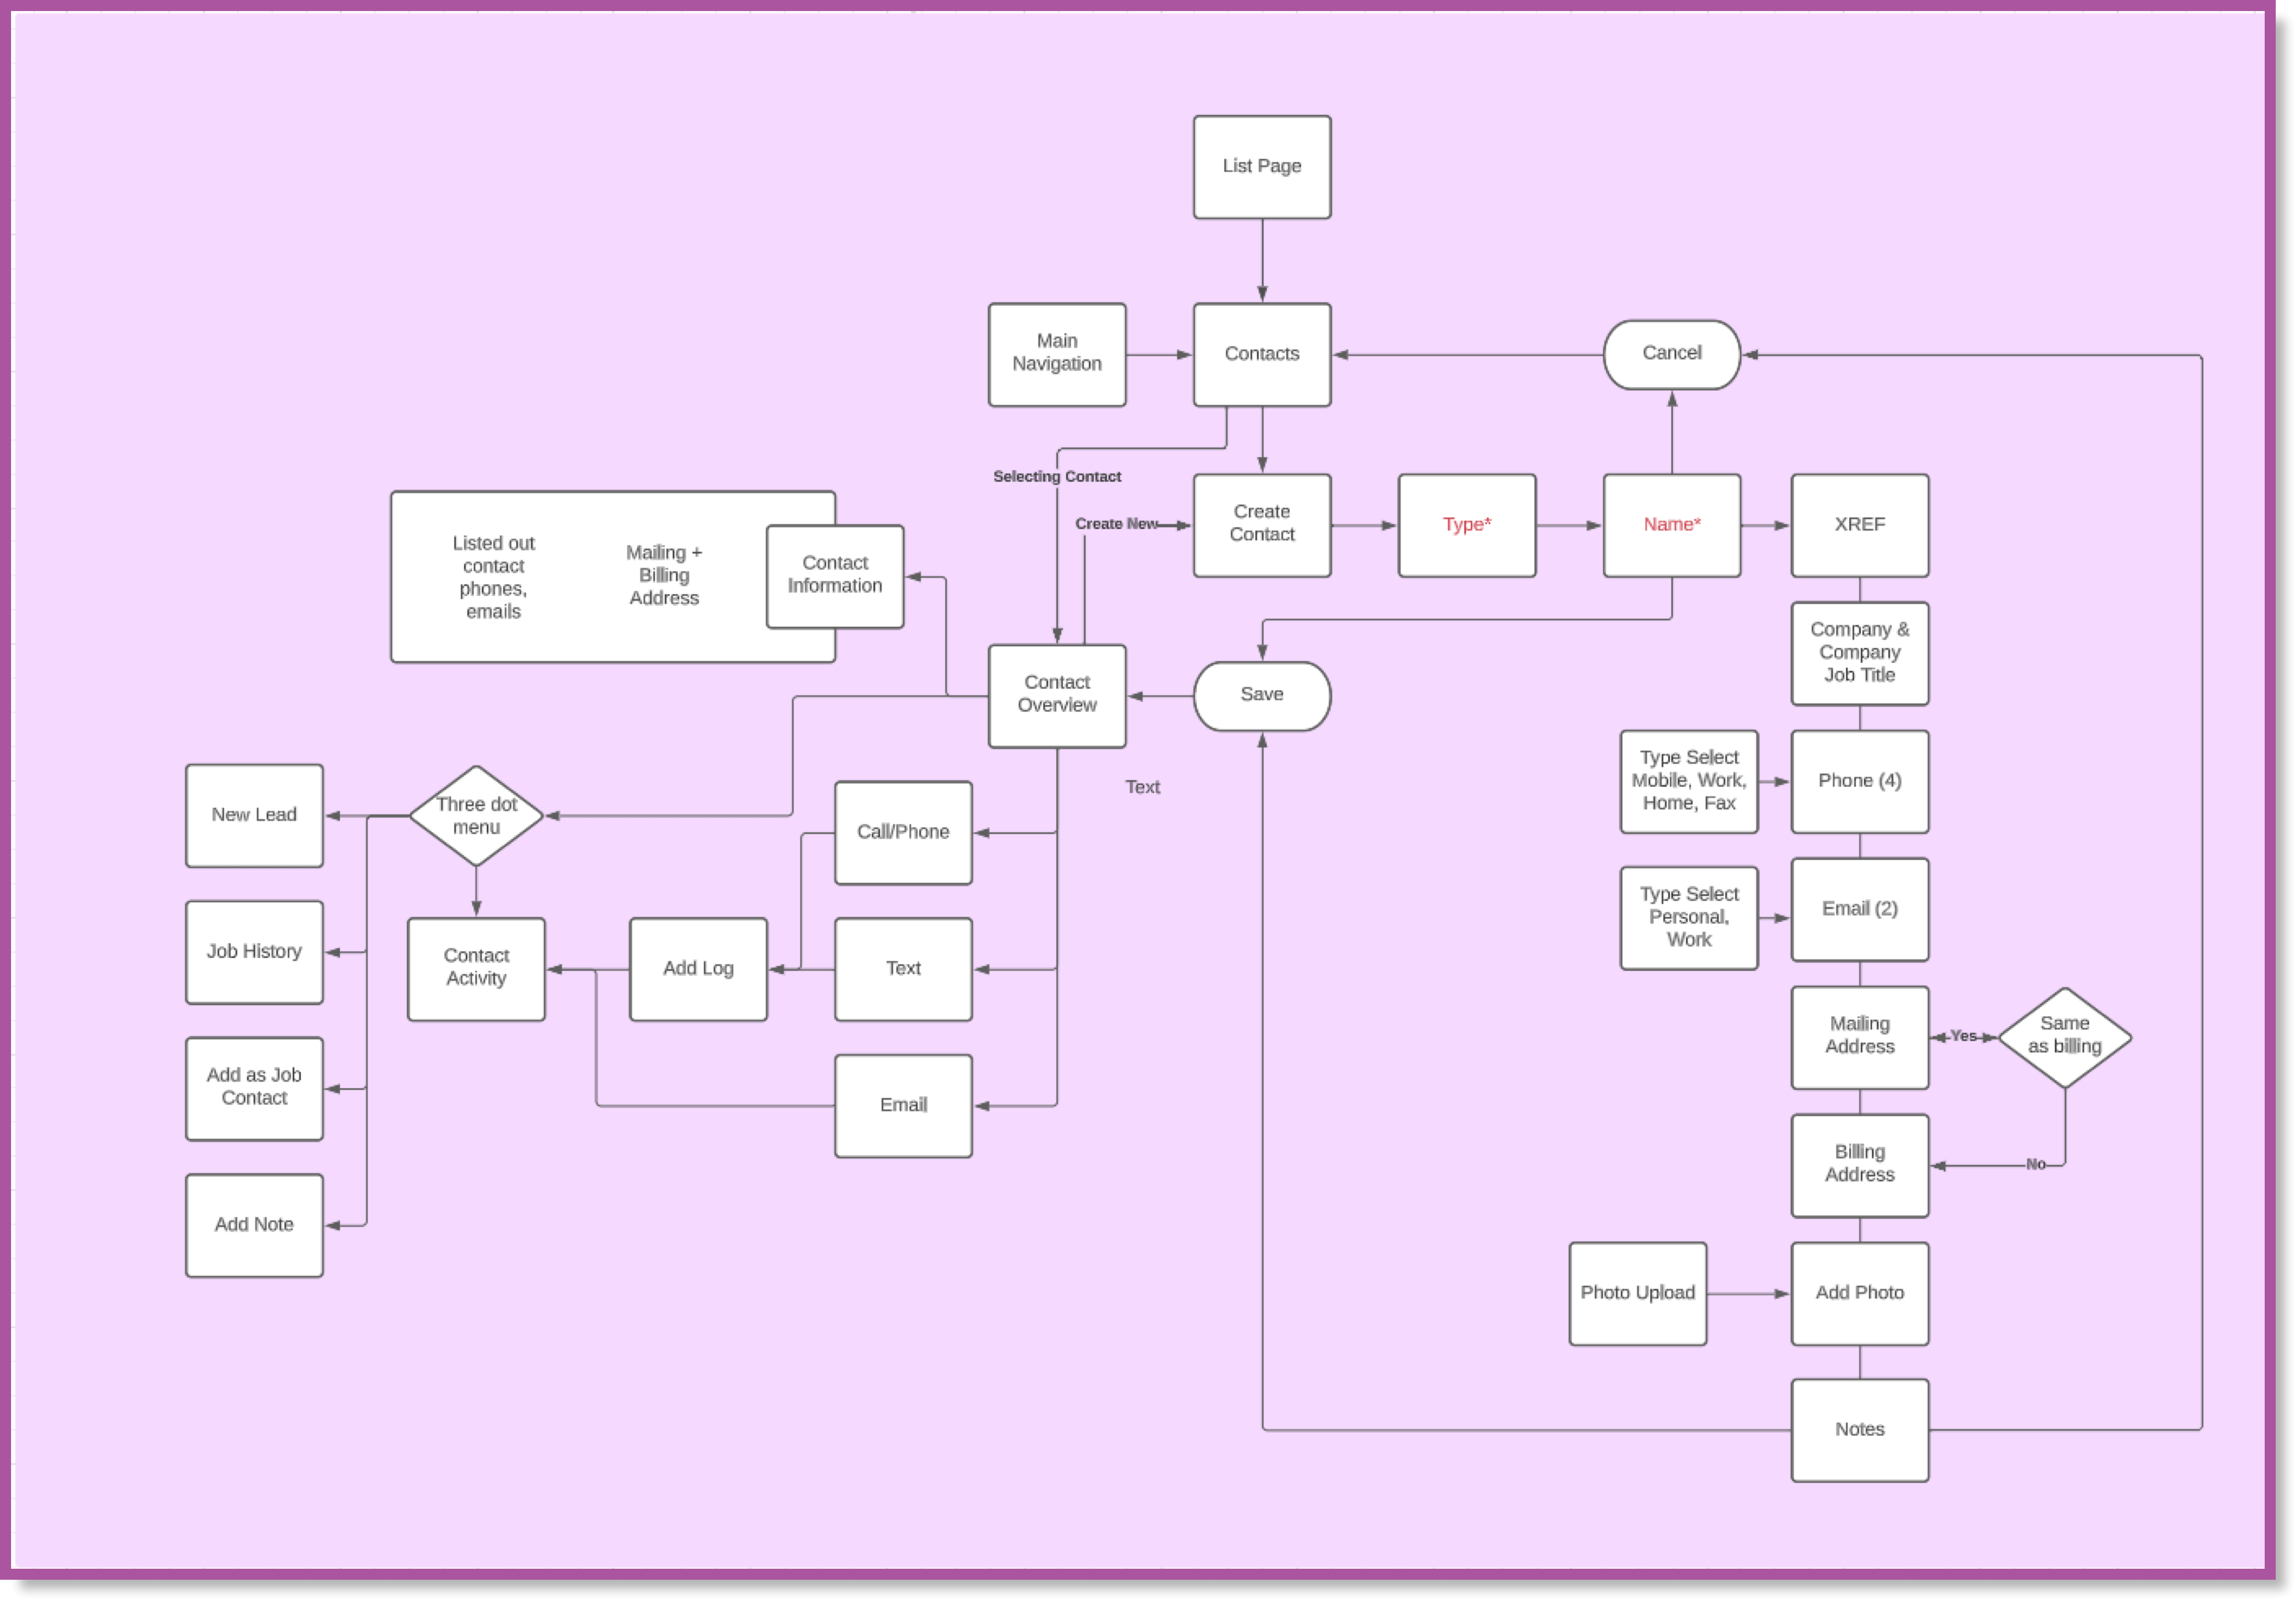 List Page
Main
Navigation
Contacts
Cancel
Selecting Contact
Create New
Create
Contact
Type*
Name*
XREF
Listed out
contact
phones,
emails
Mailing +
Billing
Address
Contact
Information
Company &
Company
Job Title
Contact
Overview
Save
Text
Type Select
Mobile, Work,
Home, Fax
Phone (4)
New Lead
Three dot
menu
Call/Phone
Type Select
Personal,
Work
Email (2)
Job History
Contact
Activity
Add Log
Text
Mailing
Address
Yes
Same
as billing
Add as Job
Contact
Email
Billing
Address
No
Add Note
Photo Upload
Add Photo
Notes